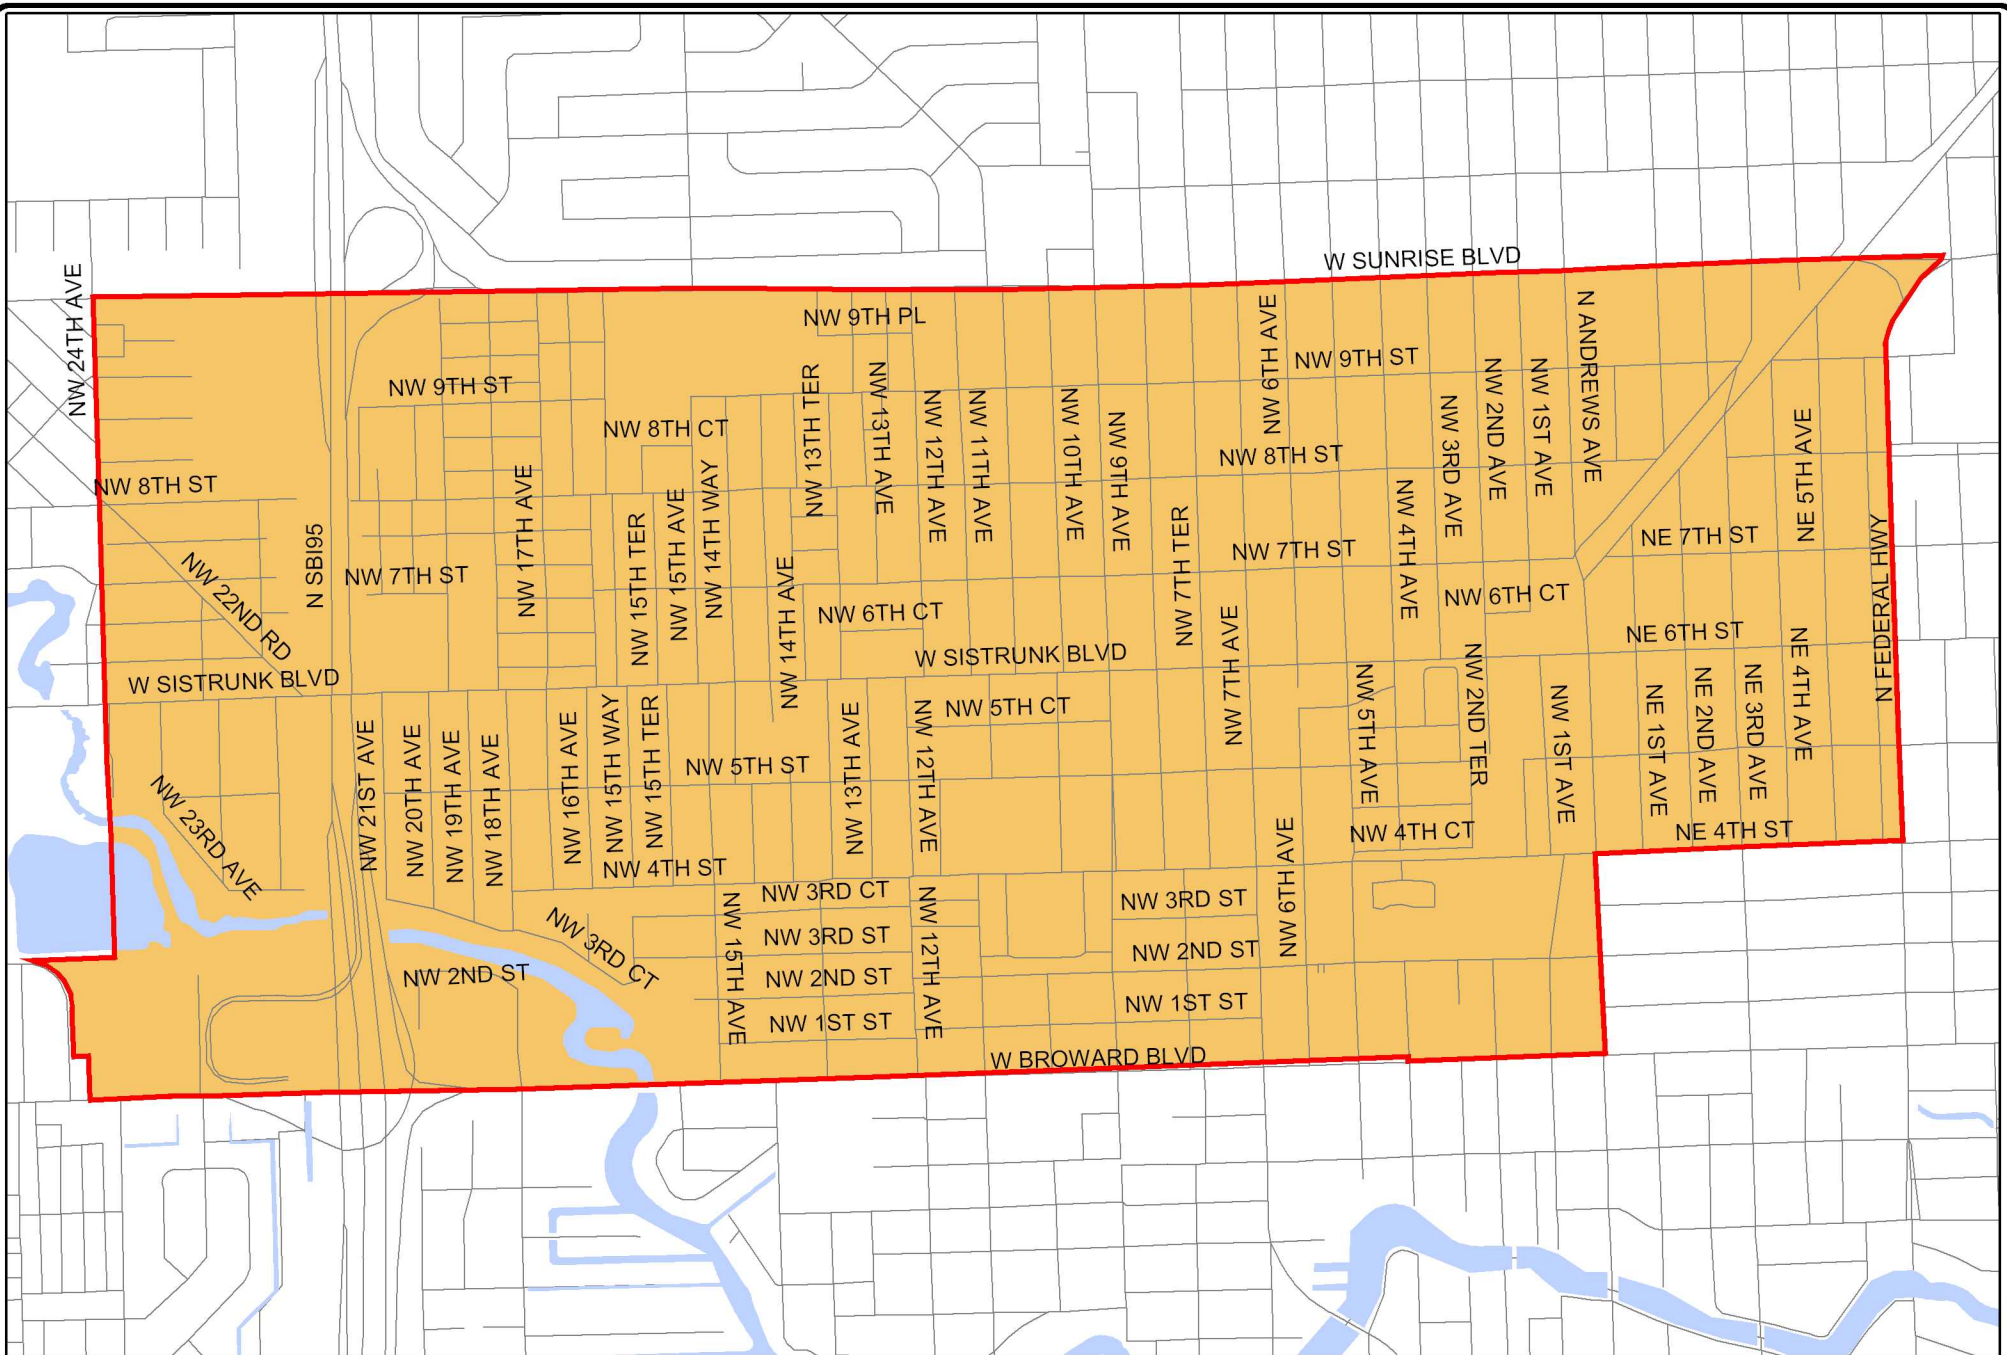 W SUNRISE BLVD
NW 24TH AVE
NW 9TH PL
NW 6TH AVE
N ANDREWS AVE
NW 9TH ST
NW 9TH ST
NW 13TH TER
NW 13TH AVE
NW 2ND AVE
NW 1ST AVE
NW 12TH AVE
NW 11TH AVE
NW 10TH AVE
NW 9TH AVE
NW 3RD AVE
NE 5TH AVE
NW 8TH CT
NW 8TH ST
NW 8TH ST
NW 17TH AVE
NW 14TH WAY
NW 15TH AVE
NW 15TH TER
NW 4TH AVE
NW 7TH TER
N FEDERAL HWY
N SBI95
NE 7TH ST
NW 7TH ST
NW 7TH ST
NW 22ND RD
NW 14TH AVE
NW 6TH CT
NW 6TH CT
NW 7TH AVE
NE 6TH ST
NE 4TH AVE
W SISTRUNK BLVD
W SISTRUNK BLVD
NW 2ND TER
NW 5TH AVE
NW 1ST AVE
NE 1ST AVE
NE 2ND AVE
NE 3RD AVE
NW 5TH CT
NW 21ST AVE
NW 20TH AVE
NW 19TH AVE
NW 18TH AVE
NW 16TH AVE
NW 15TH WAY
NW 15TH TER
NW 13TH AVE
NW 12TH AVE
NW 5TH ST
NW 23RD AVE
NW 4TH CT
NE 4TH ST
NW 6TH AVE
NW 4TH ST
NW 3RD CT
NW 3RD ST
NW 15TH AVE
NW 12TH AVE
NW 3RD CT
NW 3RD ST
NW 2ND ST
NW 2ND ST
NW 2ND ST
NW 1ST ST
NW 1ST ST
W BROWARD BLVD